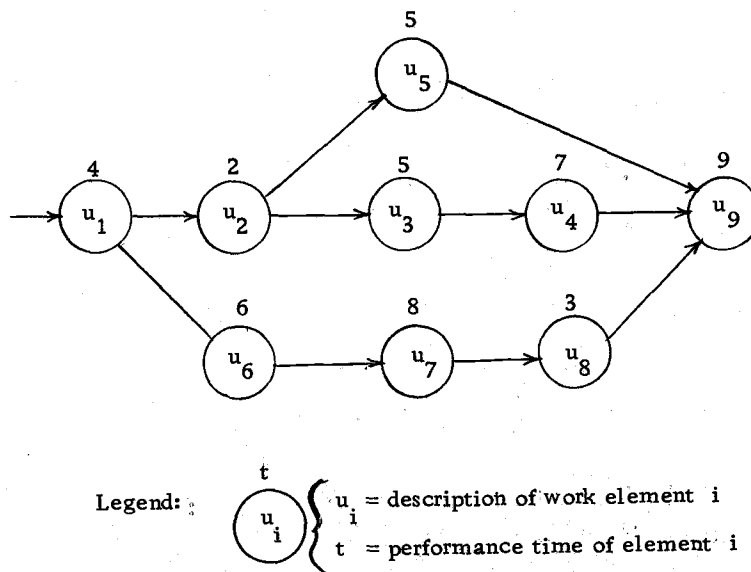 5
u5
4 2 5 7 9
u1 u2 u3 u4 u9
6 8 3
u6 u7 u8
t
Legend: ui { ui = description of work element i
t = performance time of element i